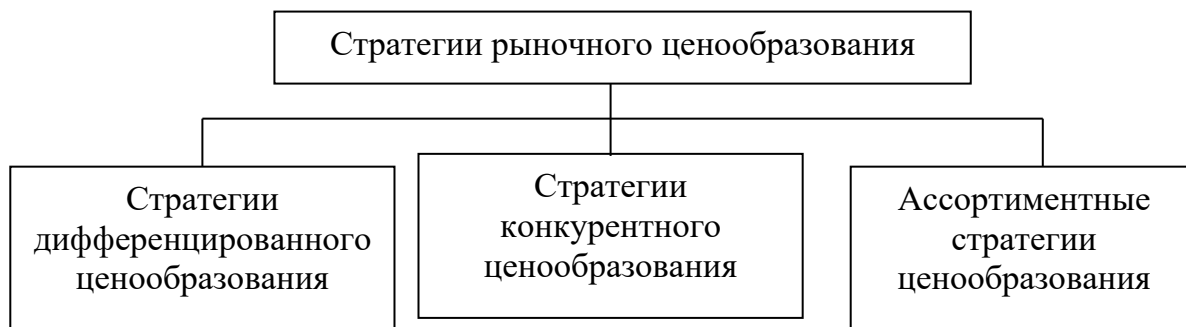 Стратегии рыночного ценообразования
Стратегии
дифференцированного
ценообразования
Стратегии
конкурентного
ценообразования
Ассортиментные
стратегии
ценообразования